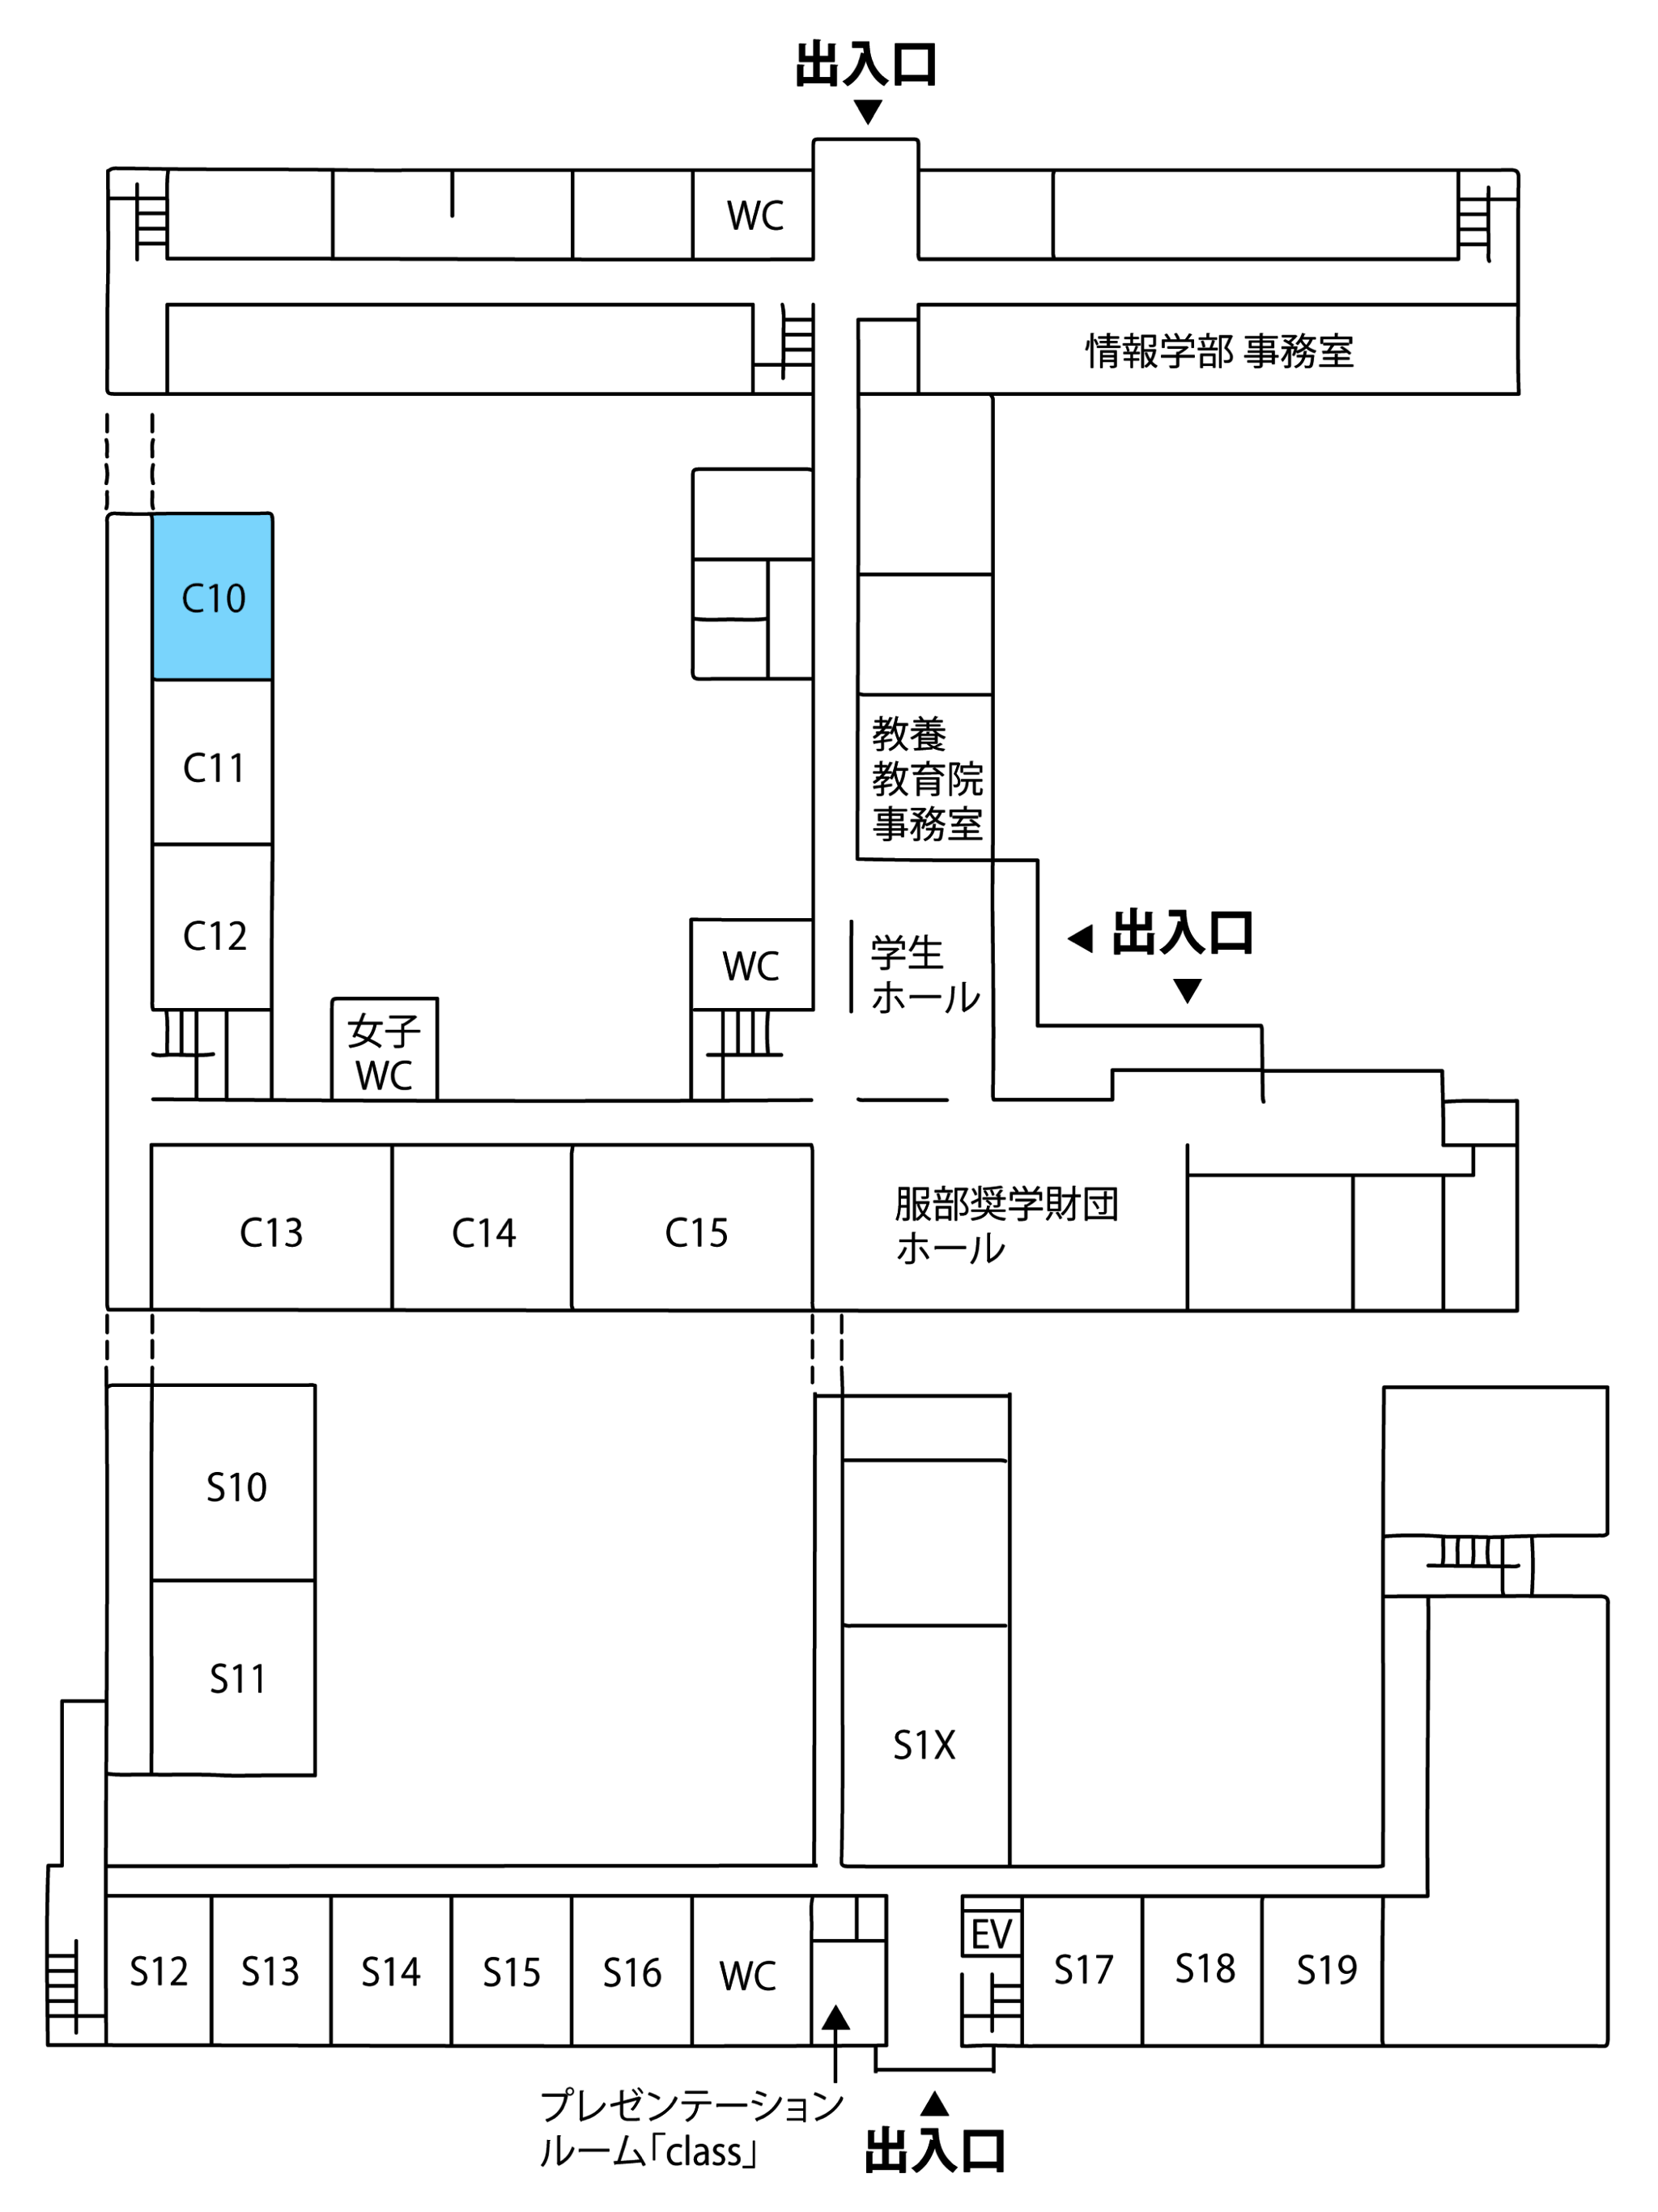 出入口
WC
情報学部 事務室
C10
教養
教育院
事務室
C11
C12
WC
学生
ホール
出入口
女子
WC
C13
C14
C15
服部奨学財団
ホール
S10
S11
S1X
S12
S13
S14
S15
S16
WC
EV
S17
S18
S19
プレゼンテーション
ルーム「class」
出入口